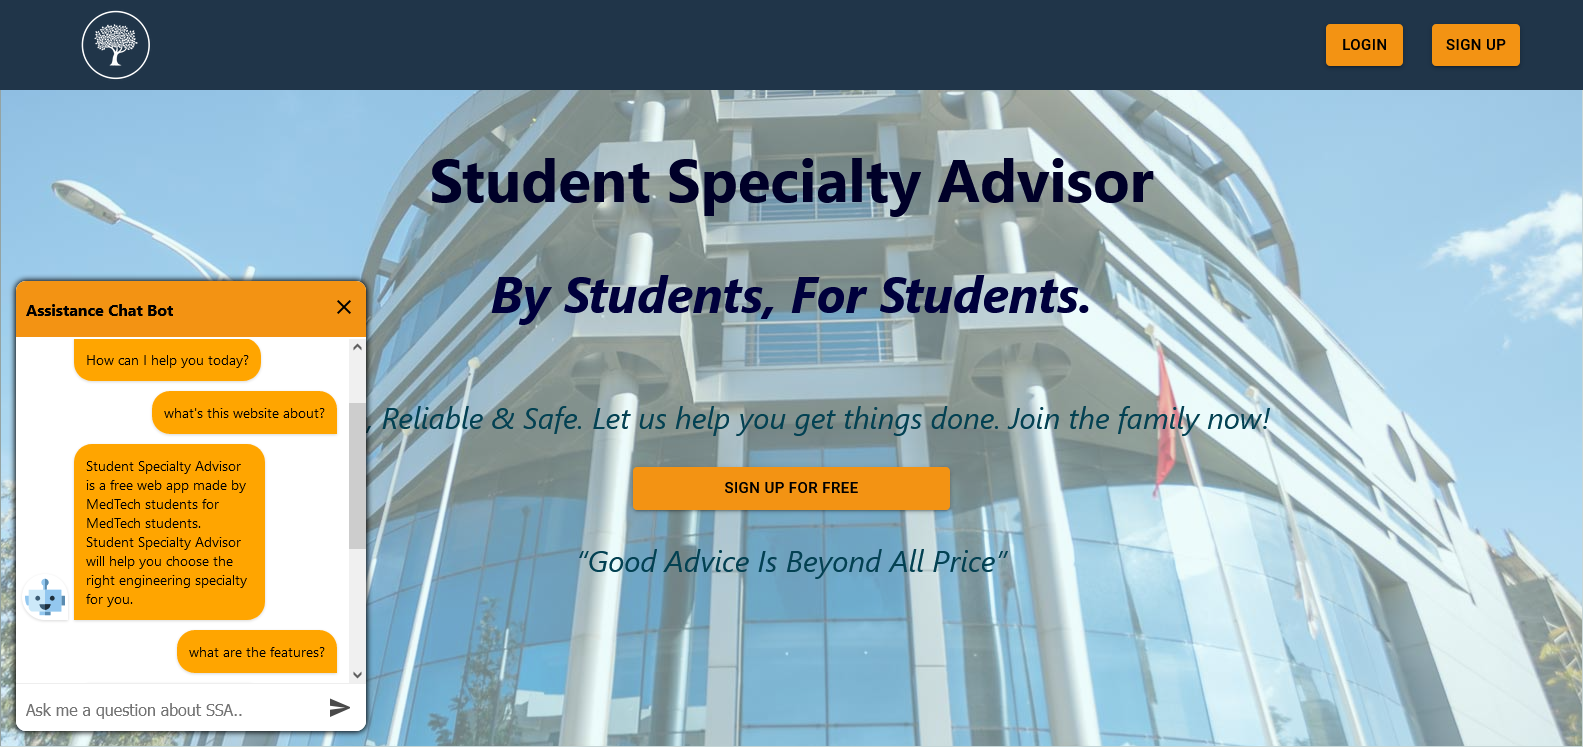 LOGIN
SIGN UP
Student Specialty Advisor
By Students, For Students.
, Reliable & Safe. Let us help you get things done. Join the family now!
SIGN UP FOR FREE
“Good Advice Is Beyond All Price”
Assistance Chat Bot
How can I help you today?
what's this website about?
Student Specialty Advisor
is a free web app made by
MedTech students for
MedTech students.
Student Specialty Advisor
will help you choose the
right engineering specialty
for you.
what are the features?
Ask me a question about SSA..